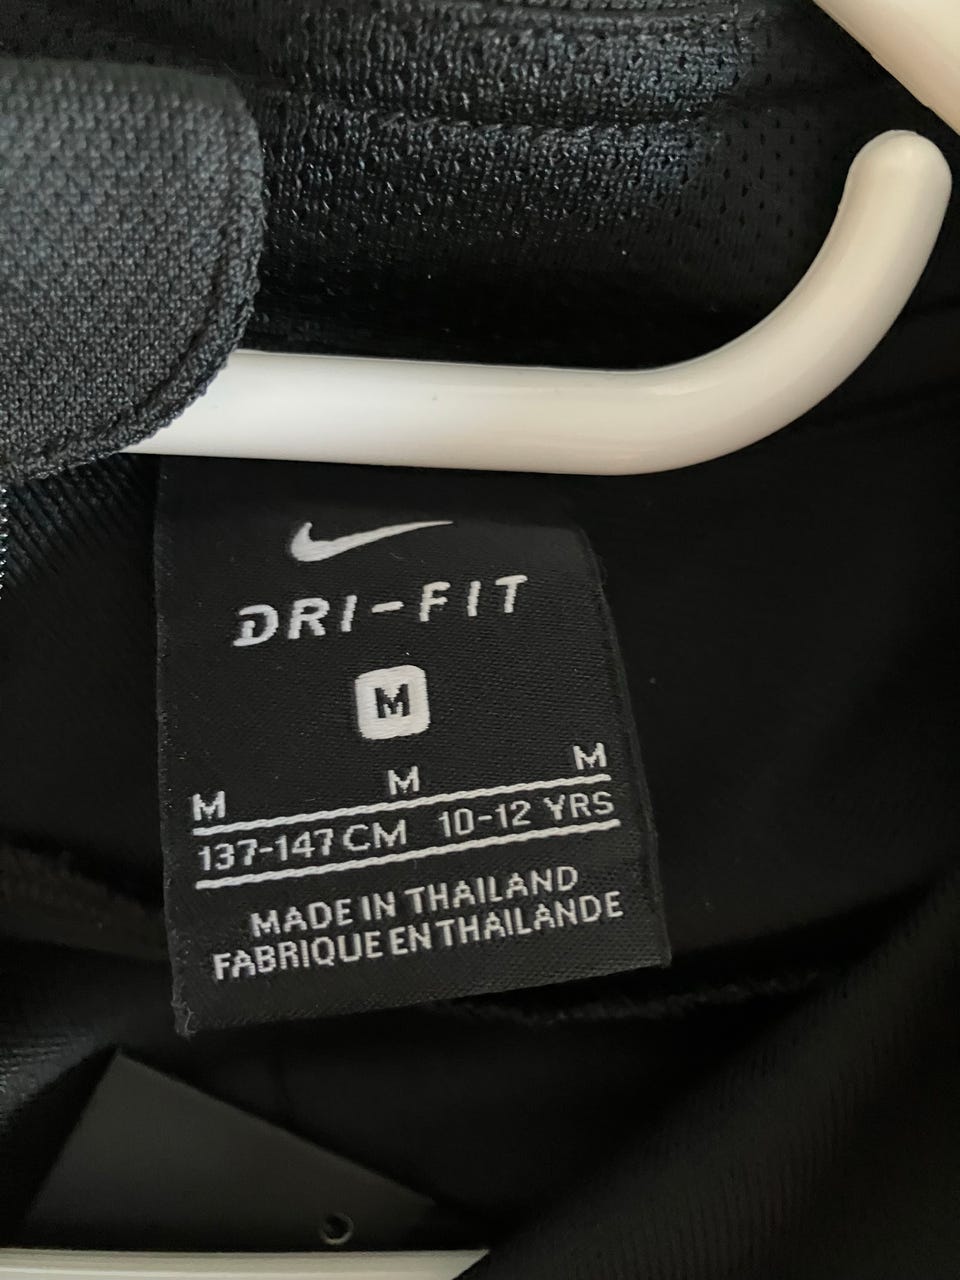 DRI-FIT
M
M M M
137-147 CM 10-12 YRS
MADE IN THAILAND
FABRIQUE EN THAILANDE